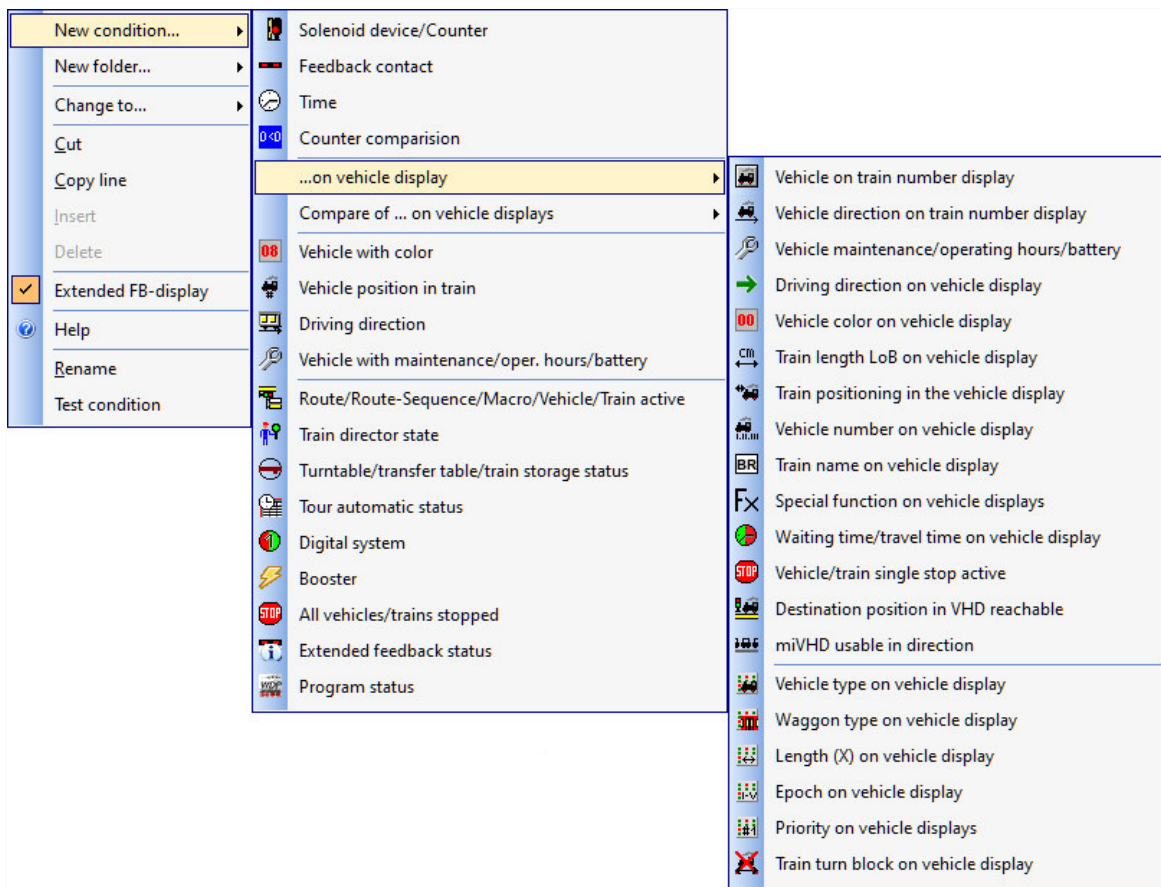 New condition...
New folder...
Change to...
Cut
Copy line
Insert
Delete
Extended FB-display
Help
Rename
Test condition
Solenoid device/Counter
Feedback contact
Time
0<0 Counter comparision
...on vehicle display
Compare of ... on vehicle displays
08 Vehicle with color
# Vehicle position in train
Driving direction
Vehicle with maintenance/oper. hours/battery
Route/Route-Sequence/Macro/Vehicle/Train active
Train director state
Turntable/transfer table/train storage status
Tour automatic status
Digital system
Booster
STOP All vehicles/trains stopped
i Extended feedback status
WDP Program status
Vehicle on train number display
Vehicle direction on train number display
Vehicle maintenance/operating hours/battery
Driving direction on vehicle display
00 Vehicle color on vehicle display
cm Train length LoB on vehicle display
Train positioning in the vehicle display
I.II.III Vehicle number on vehicle display
BR Train name on vehicle display
Fx Special function on vehicle displays
Waiting time/travel time on vehicle display
STOP Vehicle/train single stop active
Destination position in VHD reachable
miVHD usable in direction
Vehicle type on vehicle display
Waggon type on vehicle display
Length (X) on vehicle display
I-V Epoch on vehicle display
#1 Priority on vehicle displays
Train turn block on vehicle display